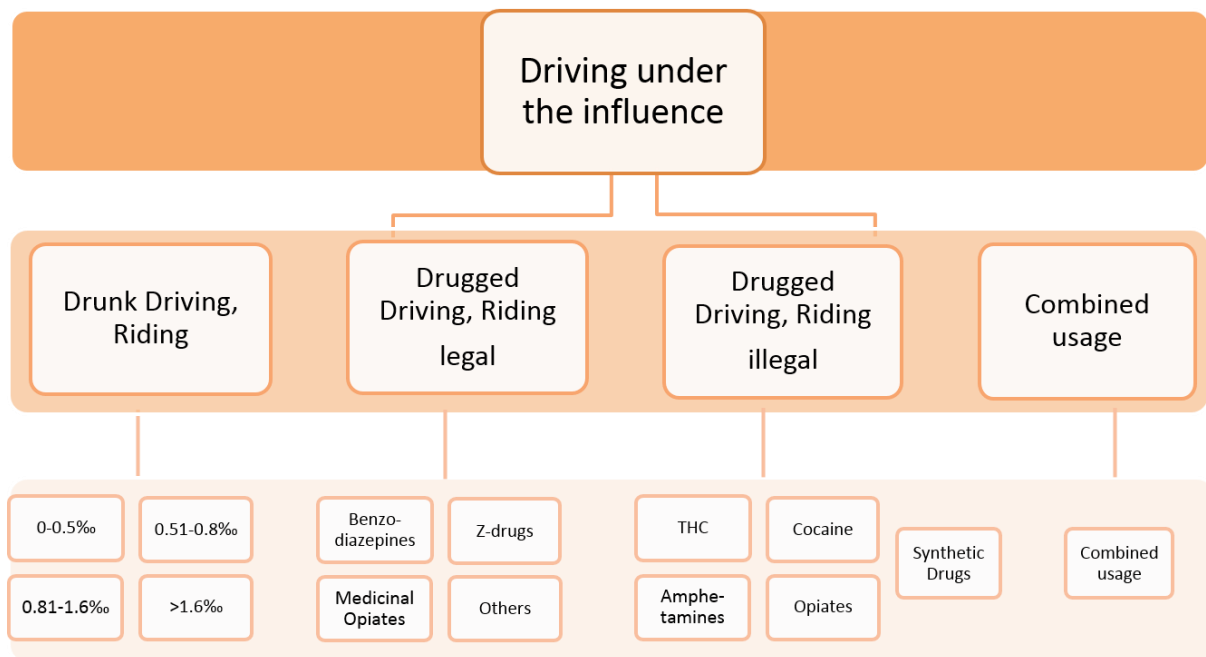 Driving under
the influence
Drunk Driving,
Riding
Drugged
Driving, Riding
legal
Drugged
Driving, Riding
illegal
Combined
usage
0-0.5‰
0.51-0.8‰
0.81-1.6‰
>1.6‰
Benzo-
diazepines
Z-drugs
Medicinal
Opiates
Others
THC
Cocaine
Amphe-
tamines
Opiates
Synthetic
Drugs
Combined
usage